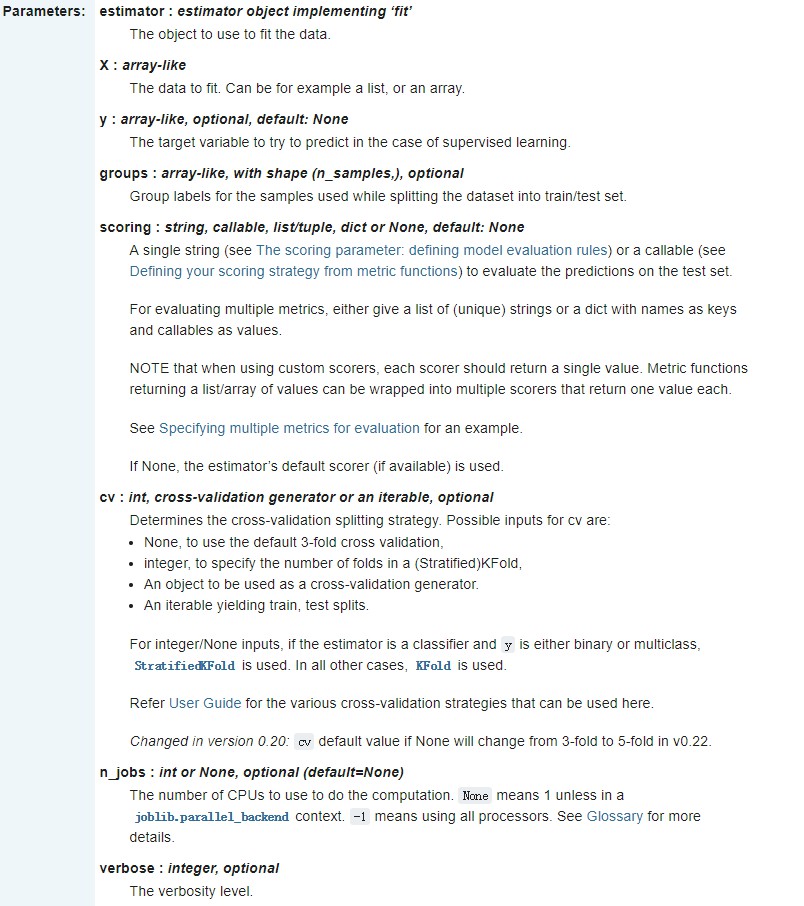 Parameters: estimator : estimator object implementing ‘fit’
The object to use to fit the data.
X : array-like
The data to fit. Can be for example a list, or an array.
y : array-like, optional, default: None
The target variable to try to predict in the case of supervised learning.
groups : array-like, with shape (n_samples,), optional
Group labels for the samples used while splitting the dataset into train/test set.
scoring : string, callable, list/tuple, dict or None, default: None
A single string (see The scoring parameter: defining model evaluation rules) or a callable (see
Defining your scoring strategy from metric functions) to evaluate the predictions on the test set.
For evaluating multiple metrics, either give a list of (unique) strings or a dict with names as keys
and callables as values.
NOTE that when using custom scorers, each scorer should return a single value. Metric functions
returning a list/array of values can be wrapped into multiple scorers that return one value each.
See Specifying multiple metrics for evaluation for an example.
If None, the estimator’s default scorer (if available) is used.
cv : int, cross-validation generator or an iterable, optional
Determines the cross-validation splitting strategy. Possible inputs for cv are:
• None, to use the default 3-fold cross validation,
• integer, to specify the number of folds in a (Stratified)KFold,
• An object to be used as a cross-validation generator.
• An iterable yielding train, test splits.
For integer/None inputs, if the estimator is a classifier and y is either binary or multiclass,
StratifiedKFold is used. In all other cases, KFold is used.
Refer User Guide for the various cross-validation strategies that can be used here.
Changed in version 0.20: cv default value if None will change from 3-fold to 5-fold in v0.22.
n_jobs : int or None, optional (default=None)
The number of CPUs to use to do the computation. None means 1 unless in a
joblib.parallel_backend context. -1 means using all processors. See Glossary for more
details.
verbose : integer, optional
The verbosity level.